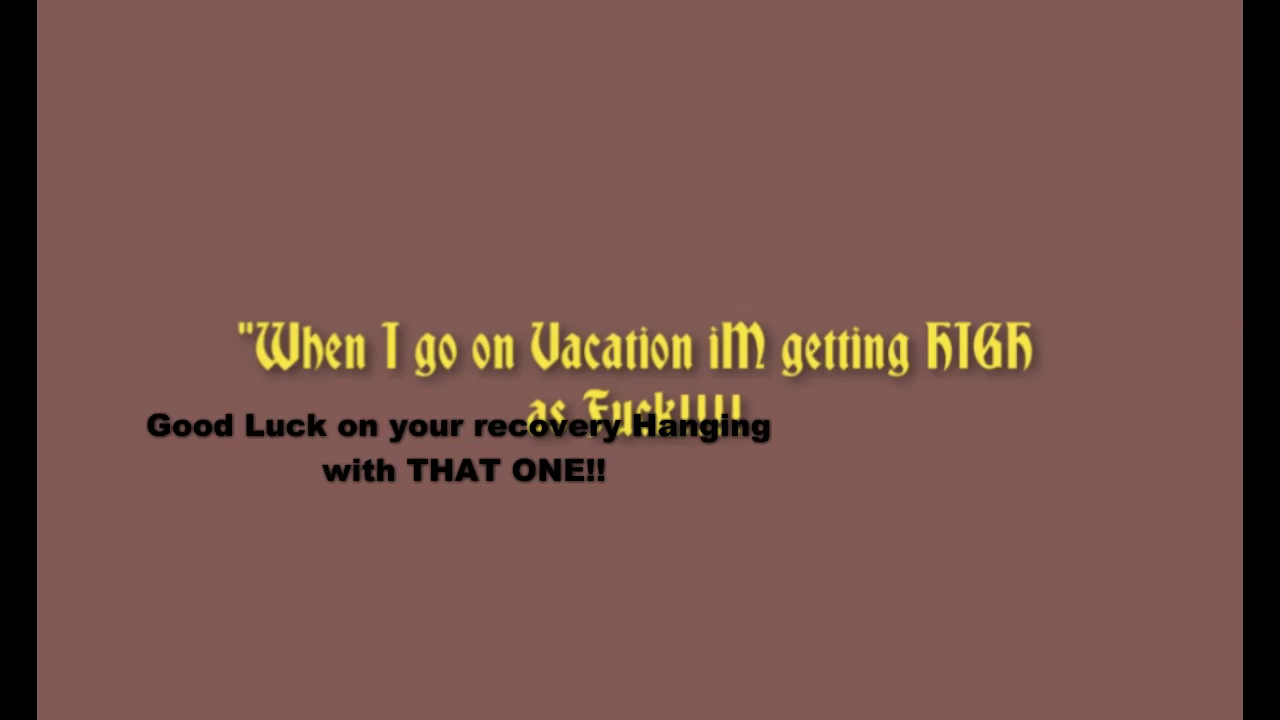 "When I go on Vacation iM getting HIGH
as Fuck!!!!
Good Luck on your recovery Hanging
with THAT ONE!!